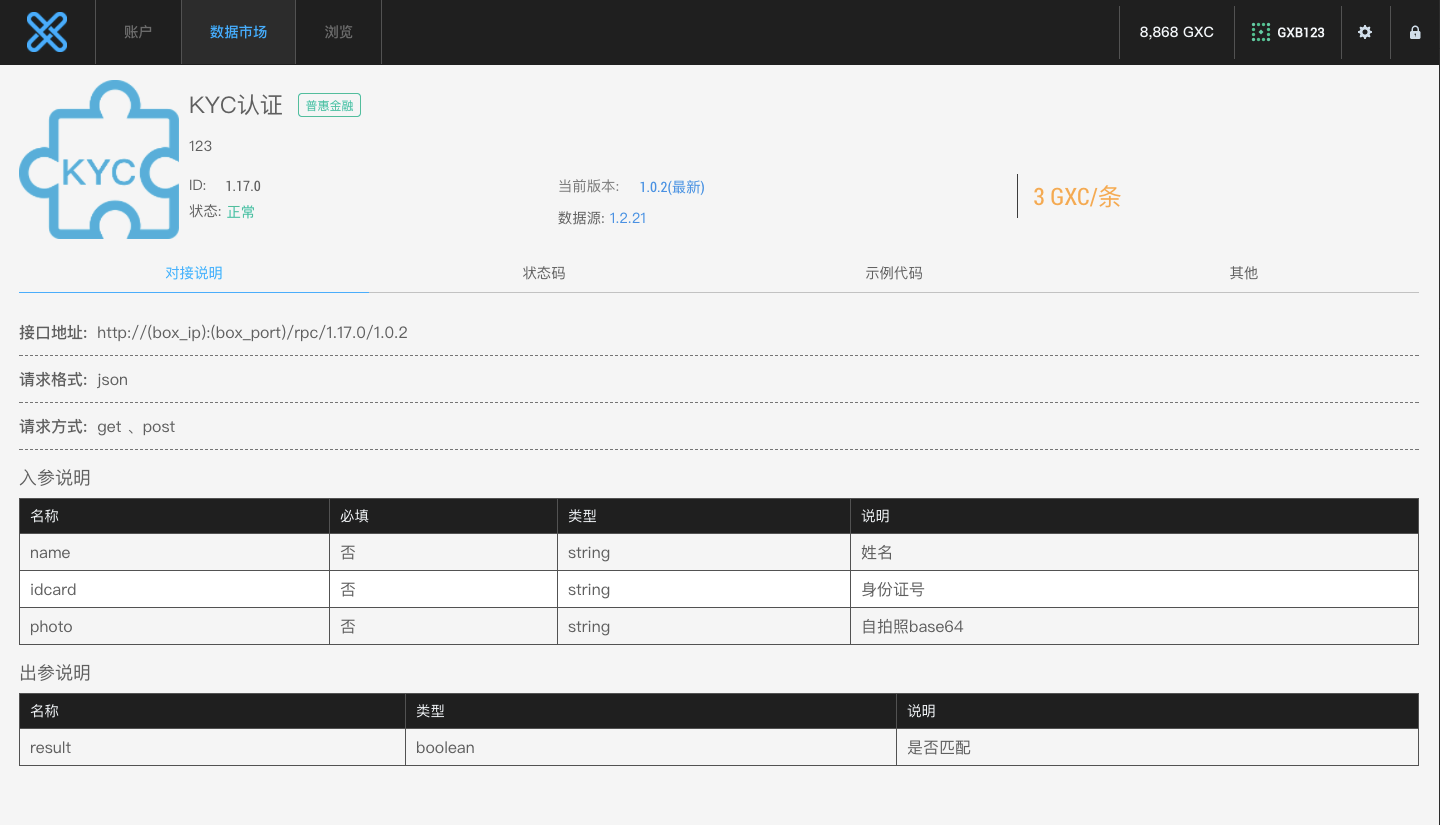 账户 数据市场 浏览 8,868 GXC GXB123
KYC
KYC认证 普惠金融
123
ID: 1.17.0 当前版本: 1.0.2(最新) 3 GXC/条
状态: 正常 数据源: 1.2.21
对接说明 状态码 示例代码 其他
接口地址: http://(box_ip):(box_port)/rpc/1.17.0/1.0.2
请求格式: json
请求方式: get 、post
入参说明
名称 必填 类型 说明
name 否 string 姓名
idcard 否 string 身份证号
photo 否 string 自拍照base64
出参说明
名称 类型 说明
result boolean 是否匹配